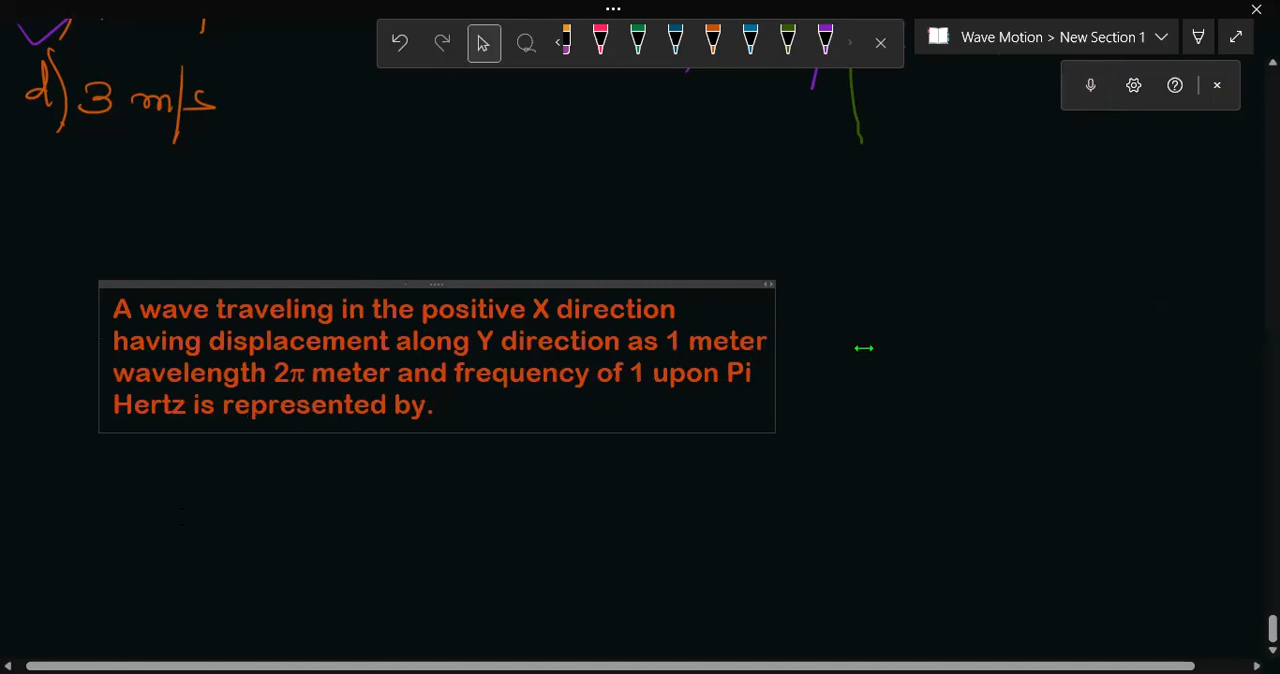 Wave Motion > New Section 1
d) 3 m/s
A wave traveling in the positive X direction
having displacement along Y direction as 1 meter
wavelength 2π meter and frequency of 1 upon Pi
Hertz is represented by.